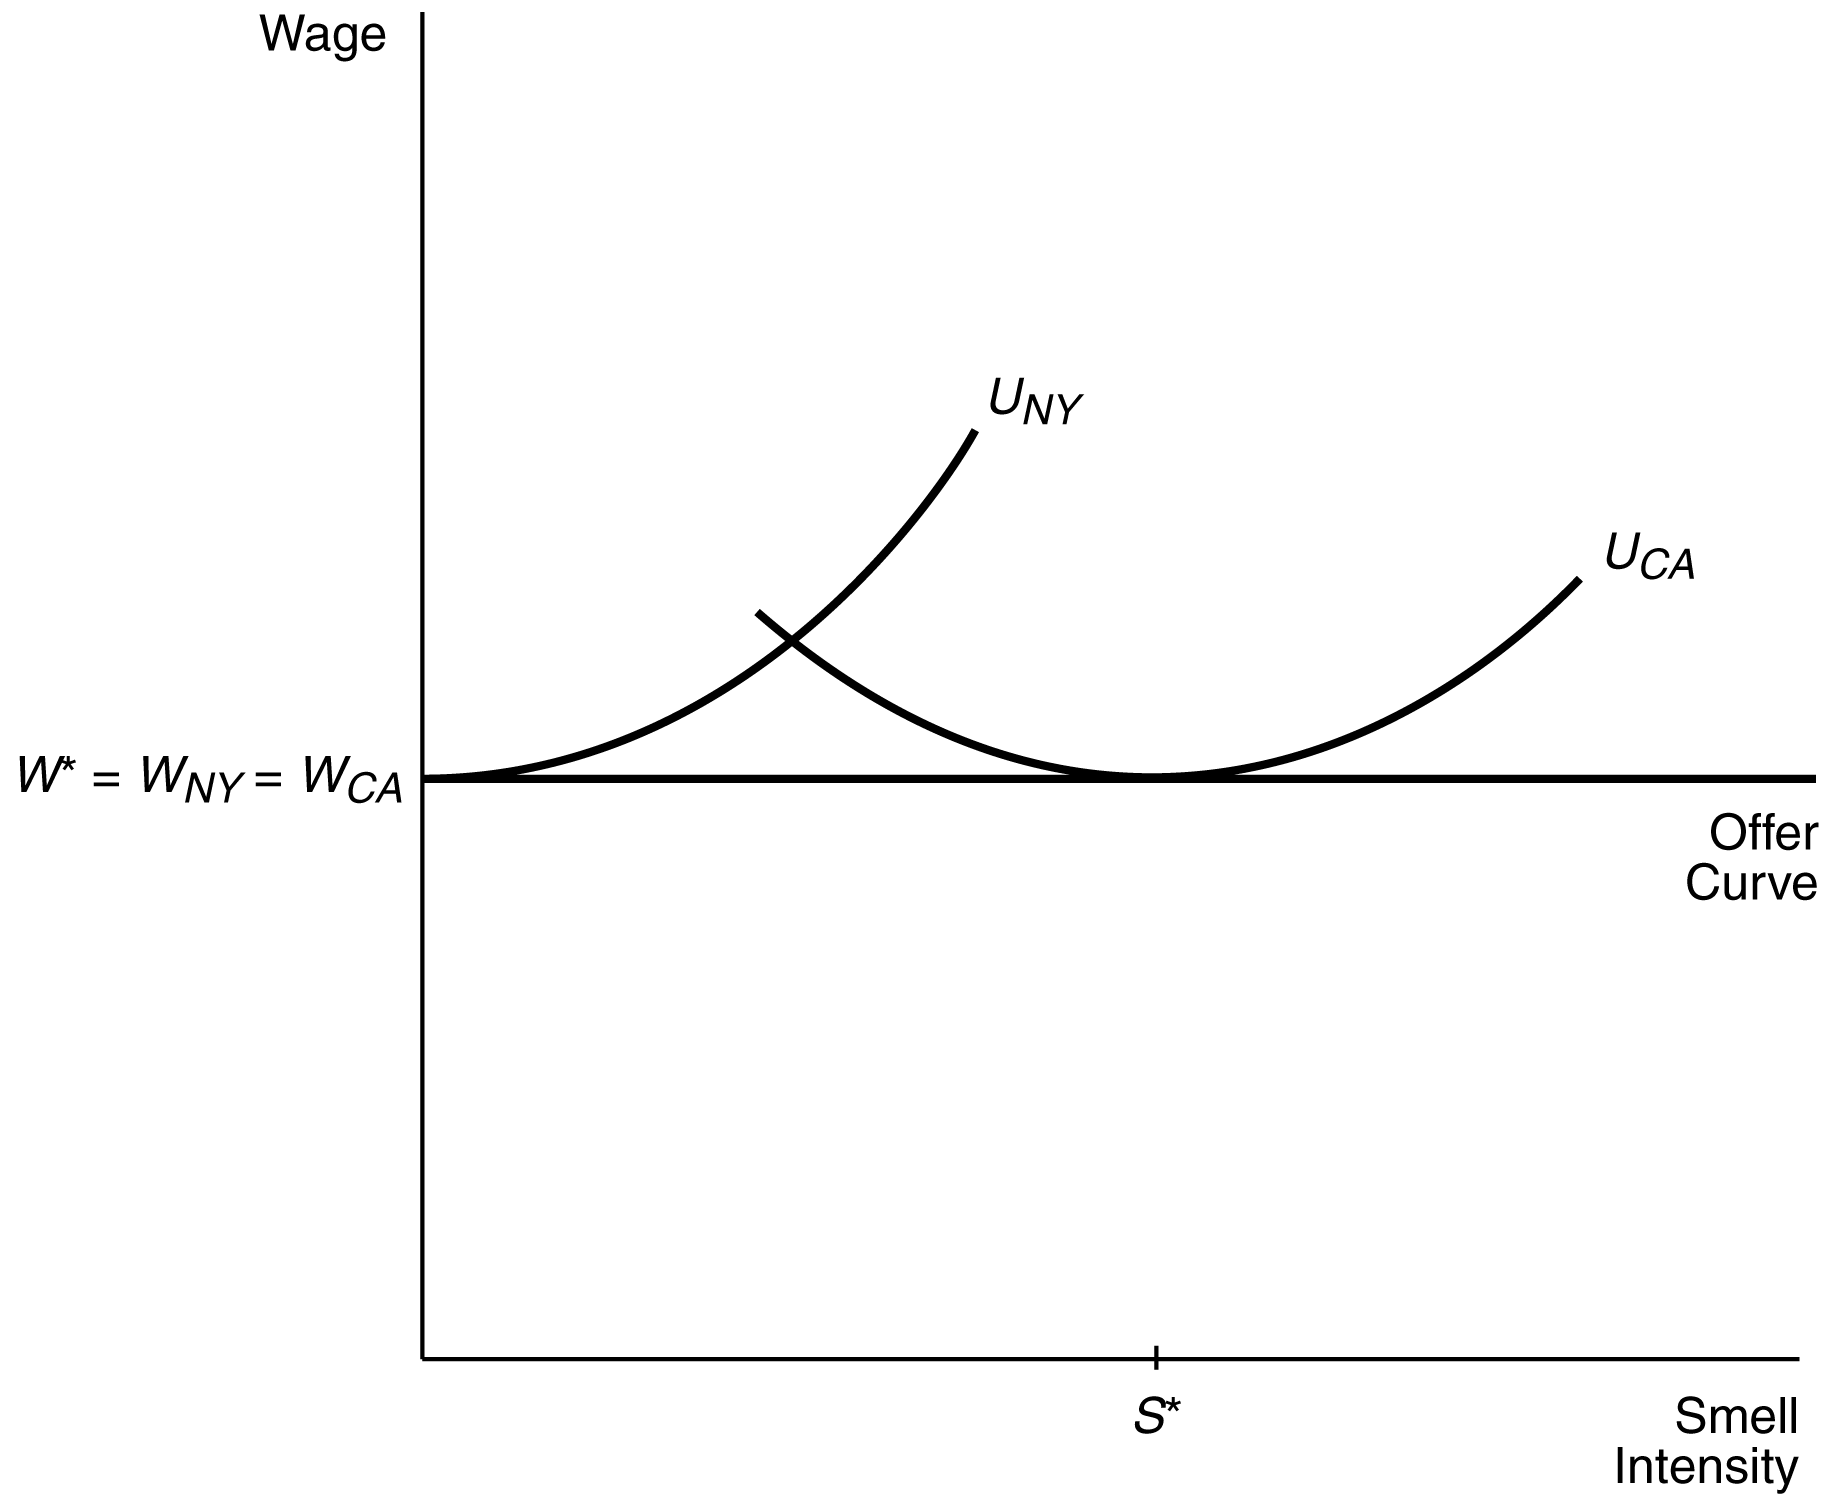 Wage
U_NY
U_CA
W* = W_NY = W_CA
Offer
Curve
S*
Smell
Intensity